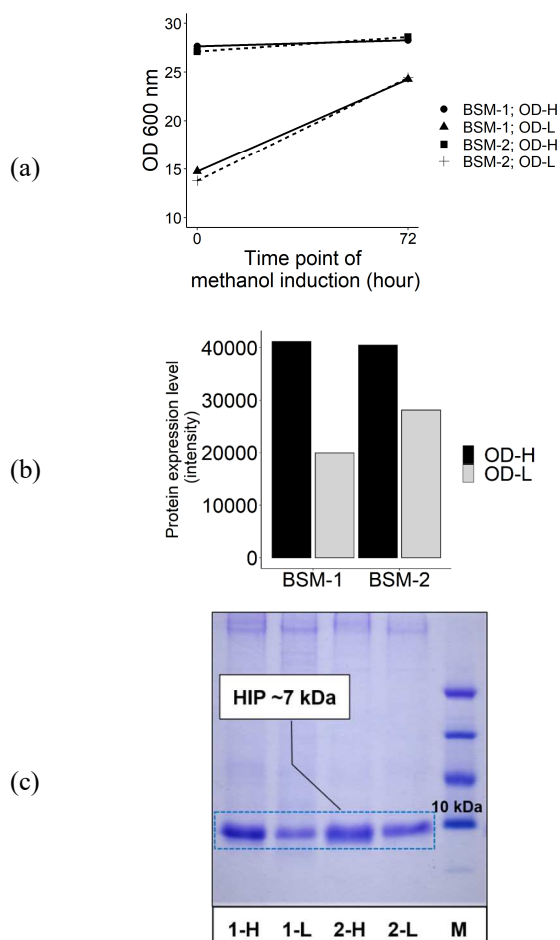 (a)
OD 600 nm
30
25
20
15
10
0
72
Time point of
methanol induction (hour)
BSM-1; OD-H
BSM-1; OD-L
BSM-2; OD-H
BSM-2; OD-L
(b)
Protein expression level
(intensity)
40000
30000
20000
10000
0
BSM-1 BSM-2
OD-H
OD-L
(c)
HIP ~7 kDa
10 kDa
1-H 1-L 2-H 2-L M